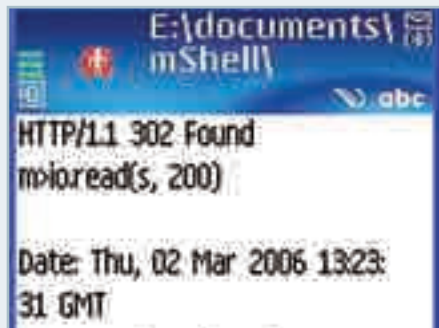 E:\documents\
mShell\
abc
HTTP/1.1 302 Found
m>io.read(s, 200)
Date: Thu, 02 Mar 2006 13:23:
31 GMT